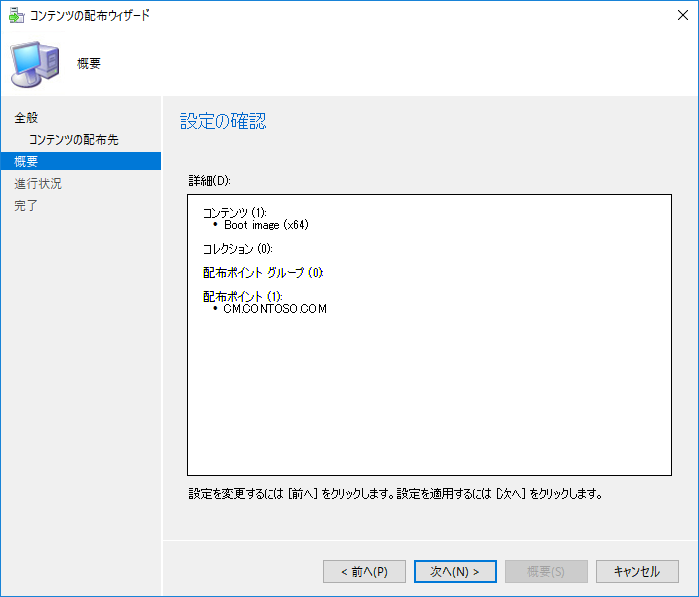 コンテンツの配布ウィザード
概要
全般
コンテンツの配布先
概要
進行状況
完了
設定の確認
詳細(D):
コンテンツ (1):
• Boot image (x64)
コレクション (0):
配布ポイント グループ (0):
配布ポイント (1):
• CM.CONTOSO.COM
設定を変更するには [前へ] をクリックします。設定を適用するには [次へ] をクリックします。
< 前へ(P)
次へ(N) >
概要(S)
キャンセル